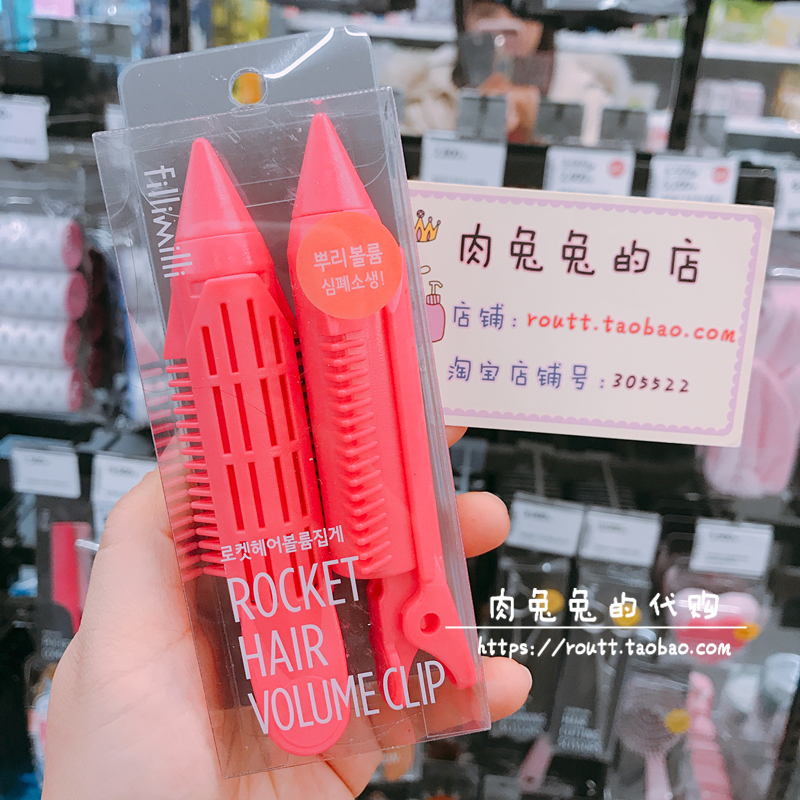 fillimilli
뿌리볼륨
심폐소생!
로켓헤어볼륨집게
ROCKET
HAIR
VOLUME CLIP
肉兔兔的店
店铺:routt.taobao.com
淘宝店铺号:305522
肉兔兔的代购
https://routt.taobao.com